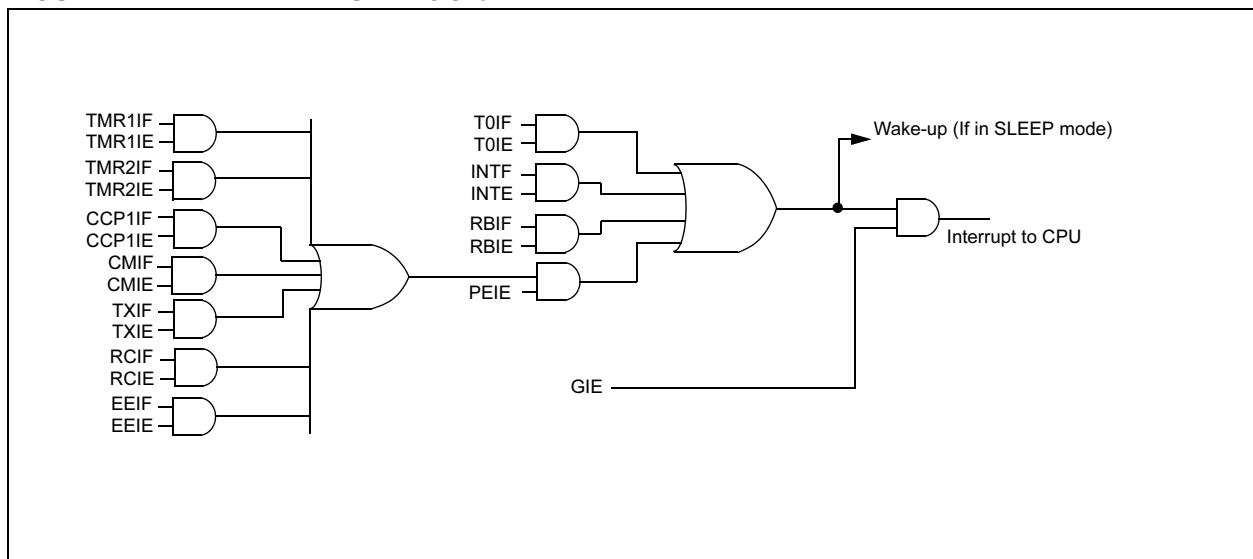 TMR1IF
TMR1IE
TMR2IF
TMR2IE
CCP1IF
CCP1IE
CMIF
CMIE
TXIF
TXIE
RCIF
RCIE
EEIF
EEIE
T0IF
T0IE
INTF
INTE
RBIF
RBIE
PEIE
GIE
Wake-up (If in SLEEP mode)
Interrupt to CPU